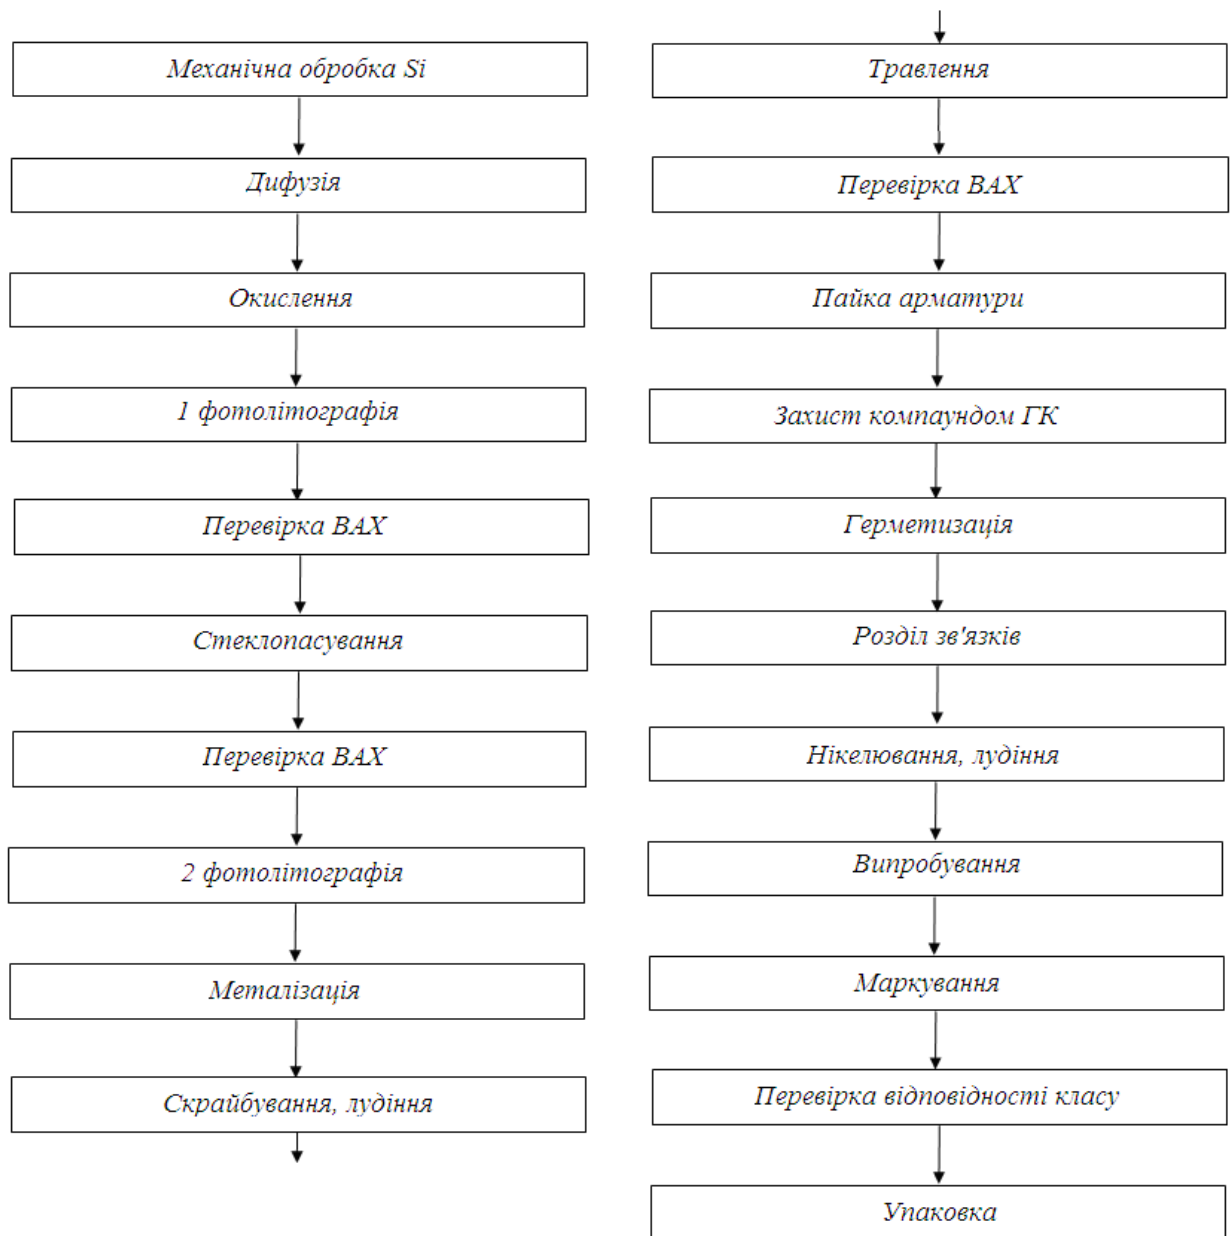 Механічна обробка Si
Дифузія
Окислення
1 фотолітографія
Перевірка ВАХ
Стеклопасування
Перевірка ВАХ
2 фотолітографія
Металізація
Скрайбування, лудіння
Травлення
Перевірка ВАХ
Пайка арматури
Захист компаундом ГК
Герметизація
Розділ зв'язків
Нікелювання, лудіння
Випробування
Маркування
Перевірка відповідності класу
Упаковка